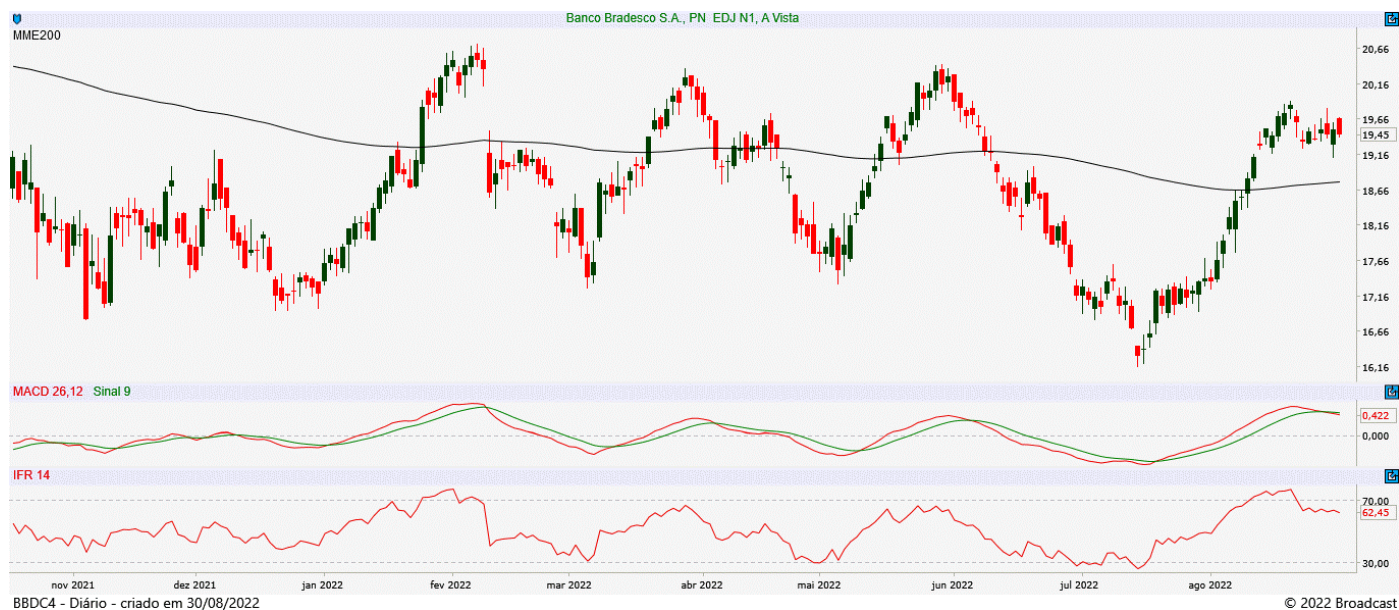 Banco Bradesco S.A., PN EDJ N1, A Vista
MME200
20,66
20,16
19,66
19,45
19,16
18,66
18,16
17,66
17,16
16,66
16,16
MACD 26,12 Sinal 9
0,422
0,000
IFR 14
70,00
62,45
30,00
nov 2021 dez 2021 jan 2022 fev 2022 mar 2022 abr 2022 mai 2022 jun 2022 jul 2022 ago 2022
BBDC4 - Diário - criado em 30/08/2022 © 2022 Broadcast